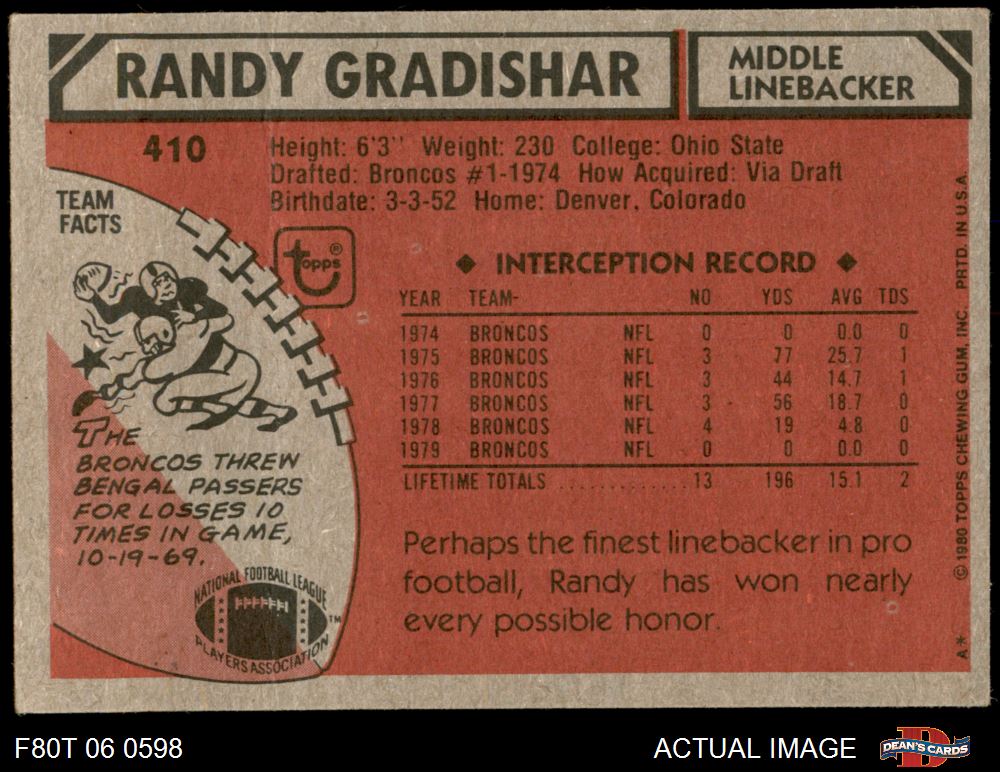 RANDY GRADISHAR
MIDDLE
LINEBACKER
410
Height: 6'3" Weight: 230 College: Ohio State
Drafted: Broncos #1-1974 How Acquired: Via Draft
Birthdate: 3-3-52 Home: Denver, Colorado
TEAM
FACTS
THE
BRONCOS THREW
BENGAL PASSERS
FOR LOSSES 10
TIMES IN GAME,
10-19-69.
NATIONAL FOOTBALL LEAGUE
PLAYERS ASSOCIATION
TM
topps®
◆ INTERCEPTION RECORD ◆
YEAR TEAM- NO YDS AVG TDS
1974 BRONCOS NFL 0 0 0.0 0
1975 BRONCOS NFL 3 77 25.7 1
1976 BRONCOS NFL 3 44 14.7 1
1977 BRONCOS NFL 3 56 18.7 0
1978 BRONCOS NFL 4 19 4.8 0
1979 BRONCOS NFL 0 0 0.0 0
LIFETIME TOTALS ............ 13 196 15.1 2
Perhaps the finest linebacker in pro
football, Randy has won nearly
every possible honor.
A* © 1980 TOPPS CHEWING GUM, INC. PRTD. IN U.S.A.
F80T 06 0598
ACTUAL IMAGE
D
DEAN'S CARDS